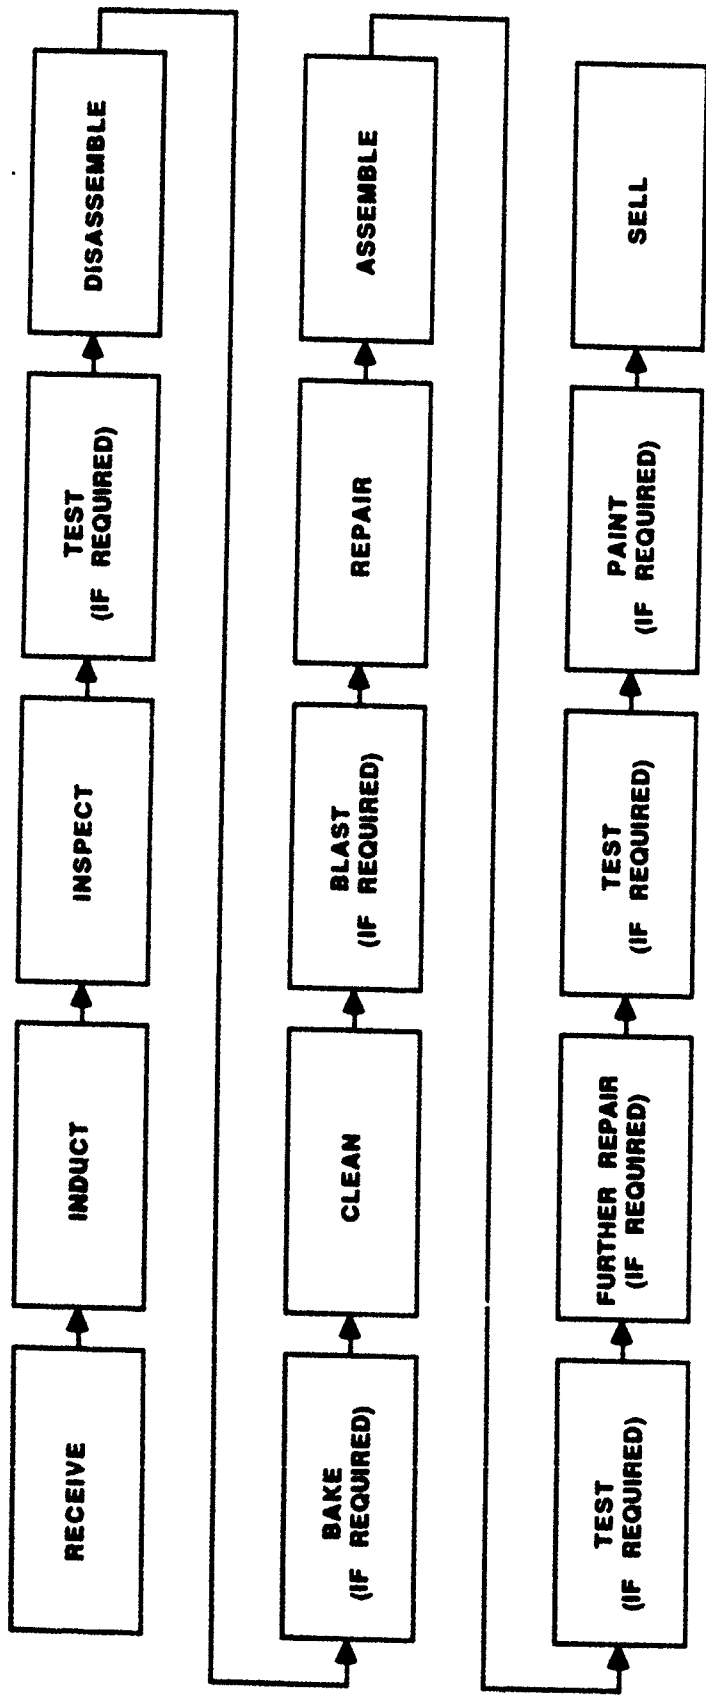 RECEIVE
INDUCT
INSPECT
TEST
(IF REQUIRED)
DISASSEMBLE
BAKE
(IF REQUIRED)
CLEAN
BLAST
(IF REQUIRED)
REPAIR
ASSEMBLE
TEST
(IF REQUIRED)
FURTHER REPAIR
(IF REQUIRED)
TEST
(IF REQUIRED)
PAINT
(IF REQUIRED)
SELL